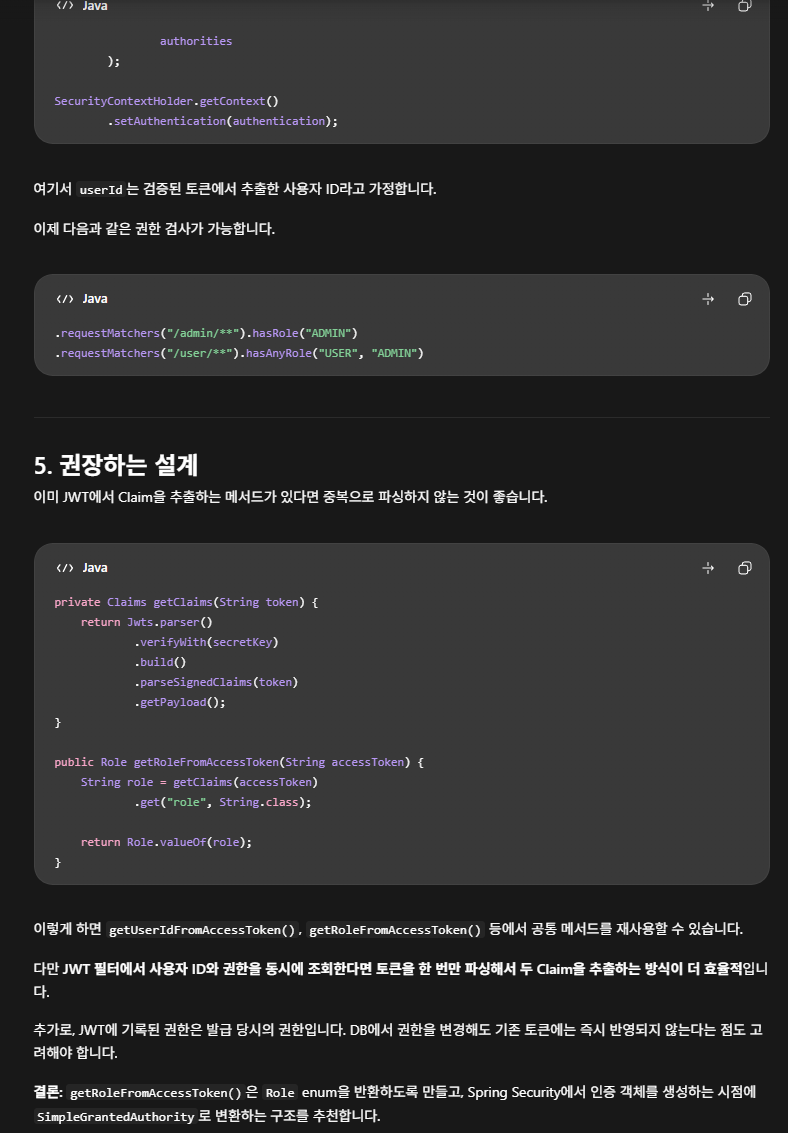 </> Java
authorities
);
SecurityContextHolder.getContext()
.setAuthentication(authentication);
여기서 userId 는 검증된 토큰에서 추출한 사용자 ID라고 가정합니다.
이제 다음과 같은 권한 검사가 가능합니다.
</> Java
.requestMatchers("/admin/**").hasRole("ADMIN")
.requestMatchers("/user/**").hasAnyRole("USER", "ADMIN")
5. 권장하는 설계
이미 JWT에서 Claim을 추출하는 메서드가 있다면 중복으로 파싱하지 않는 것이 좋습니다.
</> Java
private Claims getClaims(String token) {
return Jwts.parser()
.verifyWith(secretKey)
.build()
.parseSignedClaims(token)
.getPayload();
}
public Role getRoleFromAccessToken(String accessToken) {
String role = getClaims(accessToken)
.get("role", String.class);
return Role.valueOf(role);
}
이렇게 하면 getUserIdFromAccessToken() , getRoleFromAccessToken() 등에서 공통 메서드를 재사용할 수 있습니다.
다만 JWT 필터에서 사용자 ID와 권한을 동시에 조회한다면 토큰을 한 번만 파싱해서 두 Claim을 추출하는 방식이 더 효율적입니
다.
추가로, JWT에 기록된 권한은 발급 당시의 권한입니다. DB에서 권한을 변경해도 기존 토큰에는 즉시 반영되지 않는다는 점도 고
려해야 합니다.
결론: getRoleFromAccessToken() 은 Role enum을 반환하도록 만들고, Spring Security에서 인증 객체를 생성하는 시점에
SimpleGrantedAuthority 로 변환하는 구조를 추천합니다.